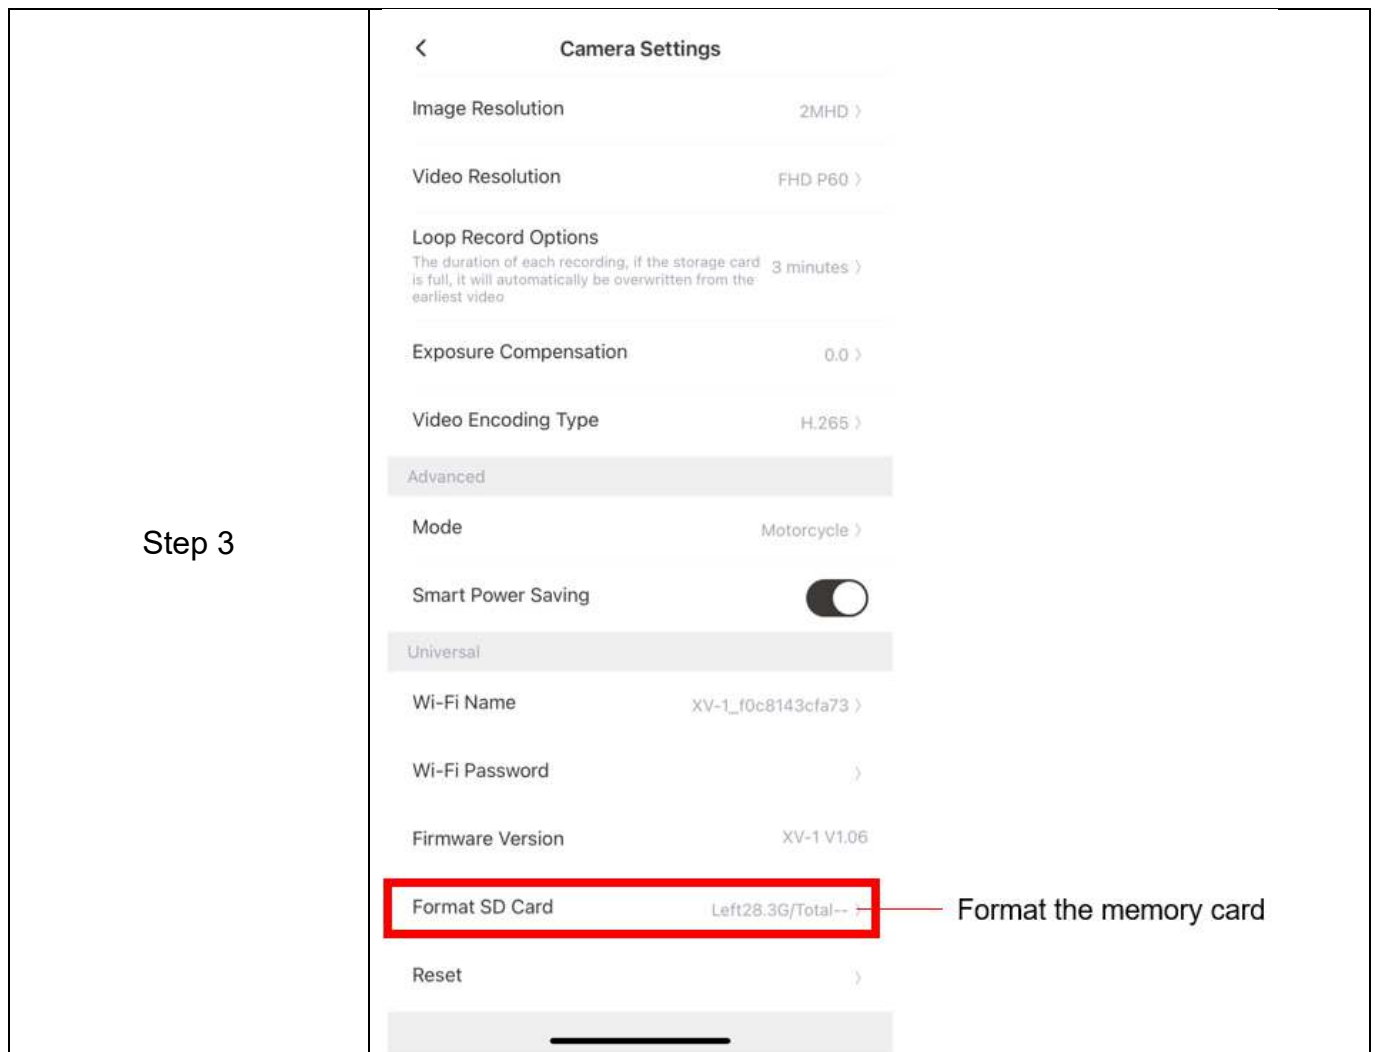 Step 3
Camera Settings
Image Resolution 2MHD
Video Resolution FHD P60
Loop Record Options
The duration of each recording, if the storage card
is full, it will automatically be overwritten from the
earliest video
3 minutes
Exposure Compensation 0.0
Video Encoding Type H.265
Advanced
Mode Motorcycle
Smart Power Saving
Universal
Wi-Fi Name XV-1_f0c8143cfa73
Wi-Fi Password
Firmware Version XV-1 V1.06
Format SD Card Left28.3G/Total--
Format the memory card
Reset